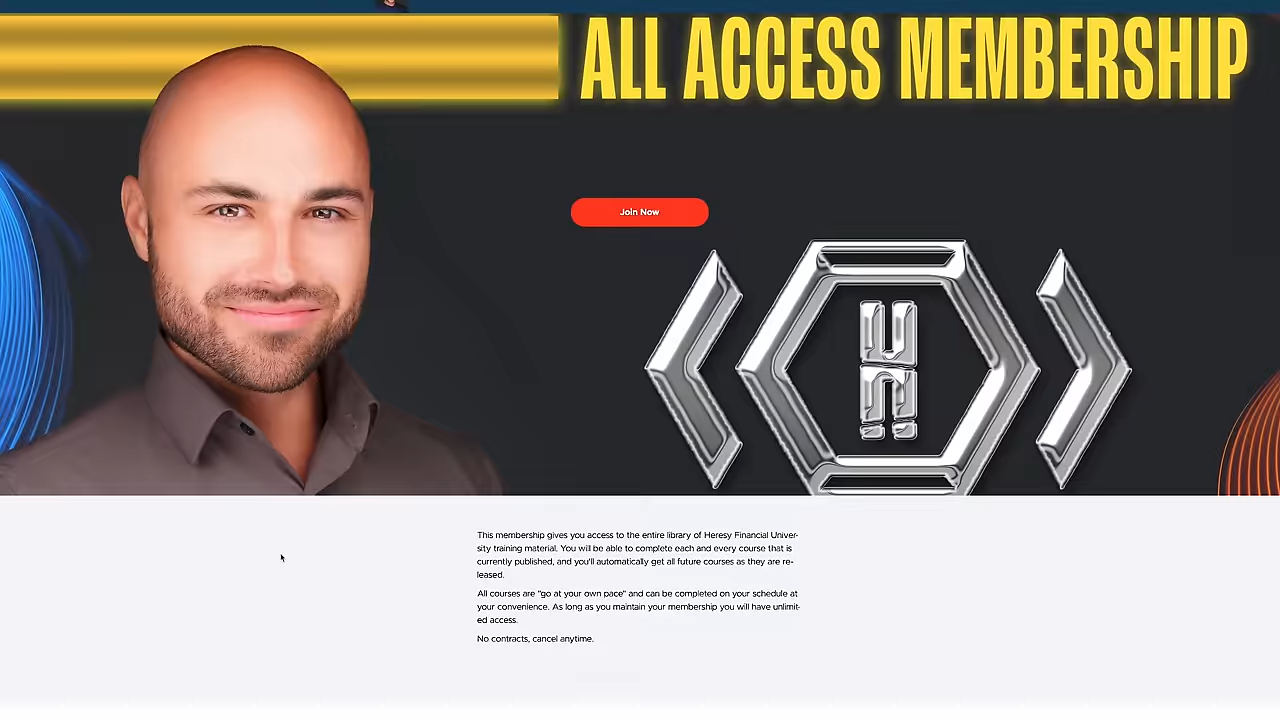 ALL ACCESS MEMBERSHIP
Join Now
This membership gives you access to the entire library of Heresy Financial Univer-
sity training material. You will be able to complete each and every course that is
currently published, and you'll automatically get all future courses as they are re-
leased.
All courses are "go at your own pace" and can be completed on your schedule at
your convenience. As long as you maintain your membership you will have unlimit-
ed access.
No contracts, cancel anytime.